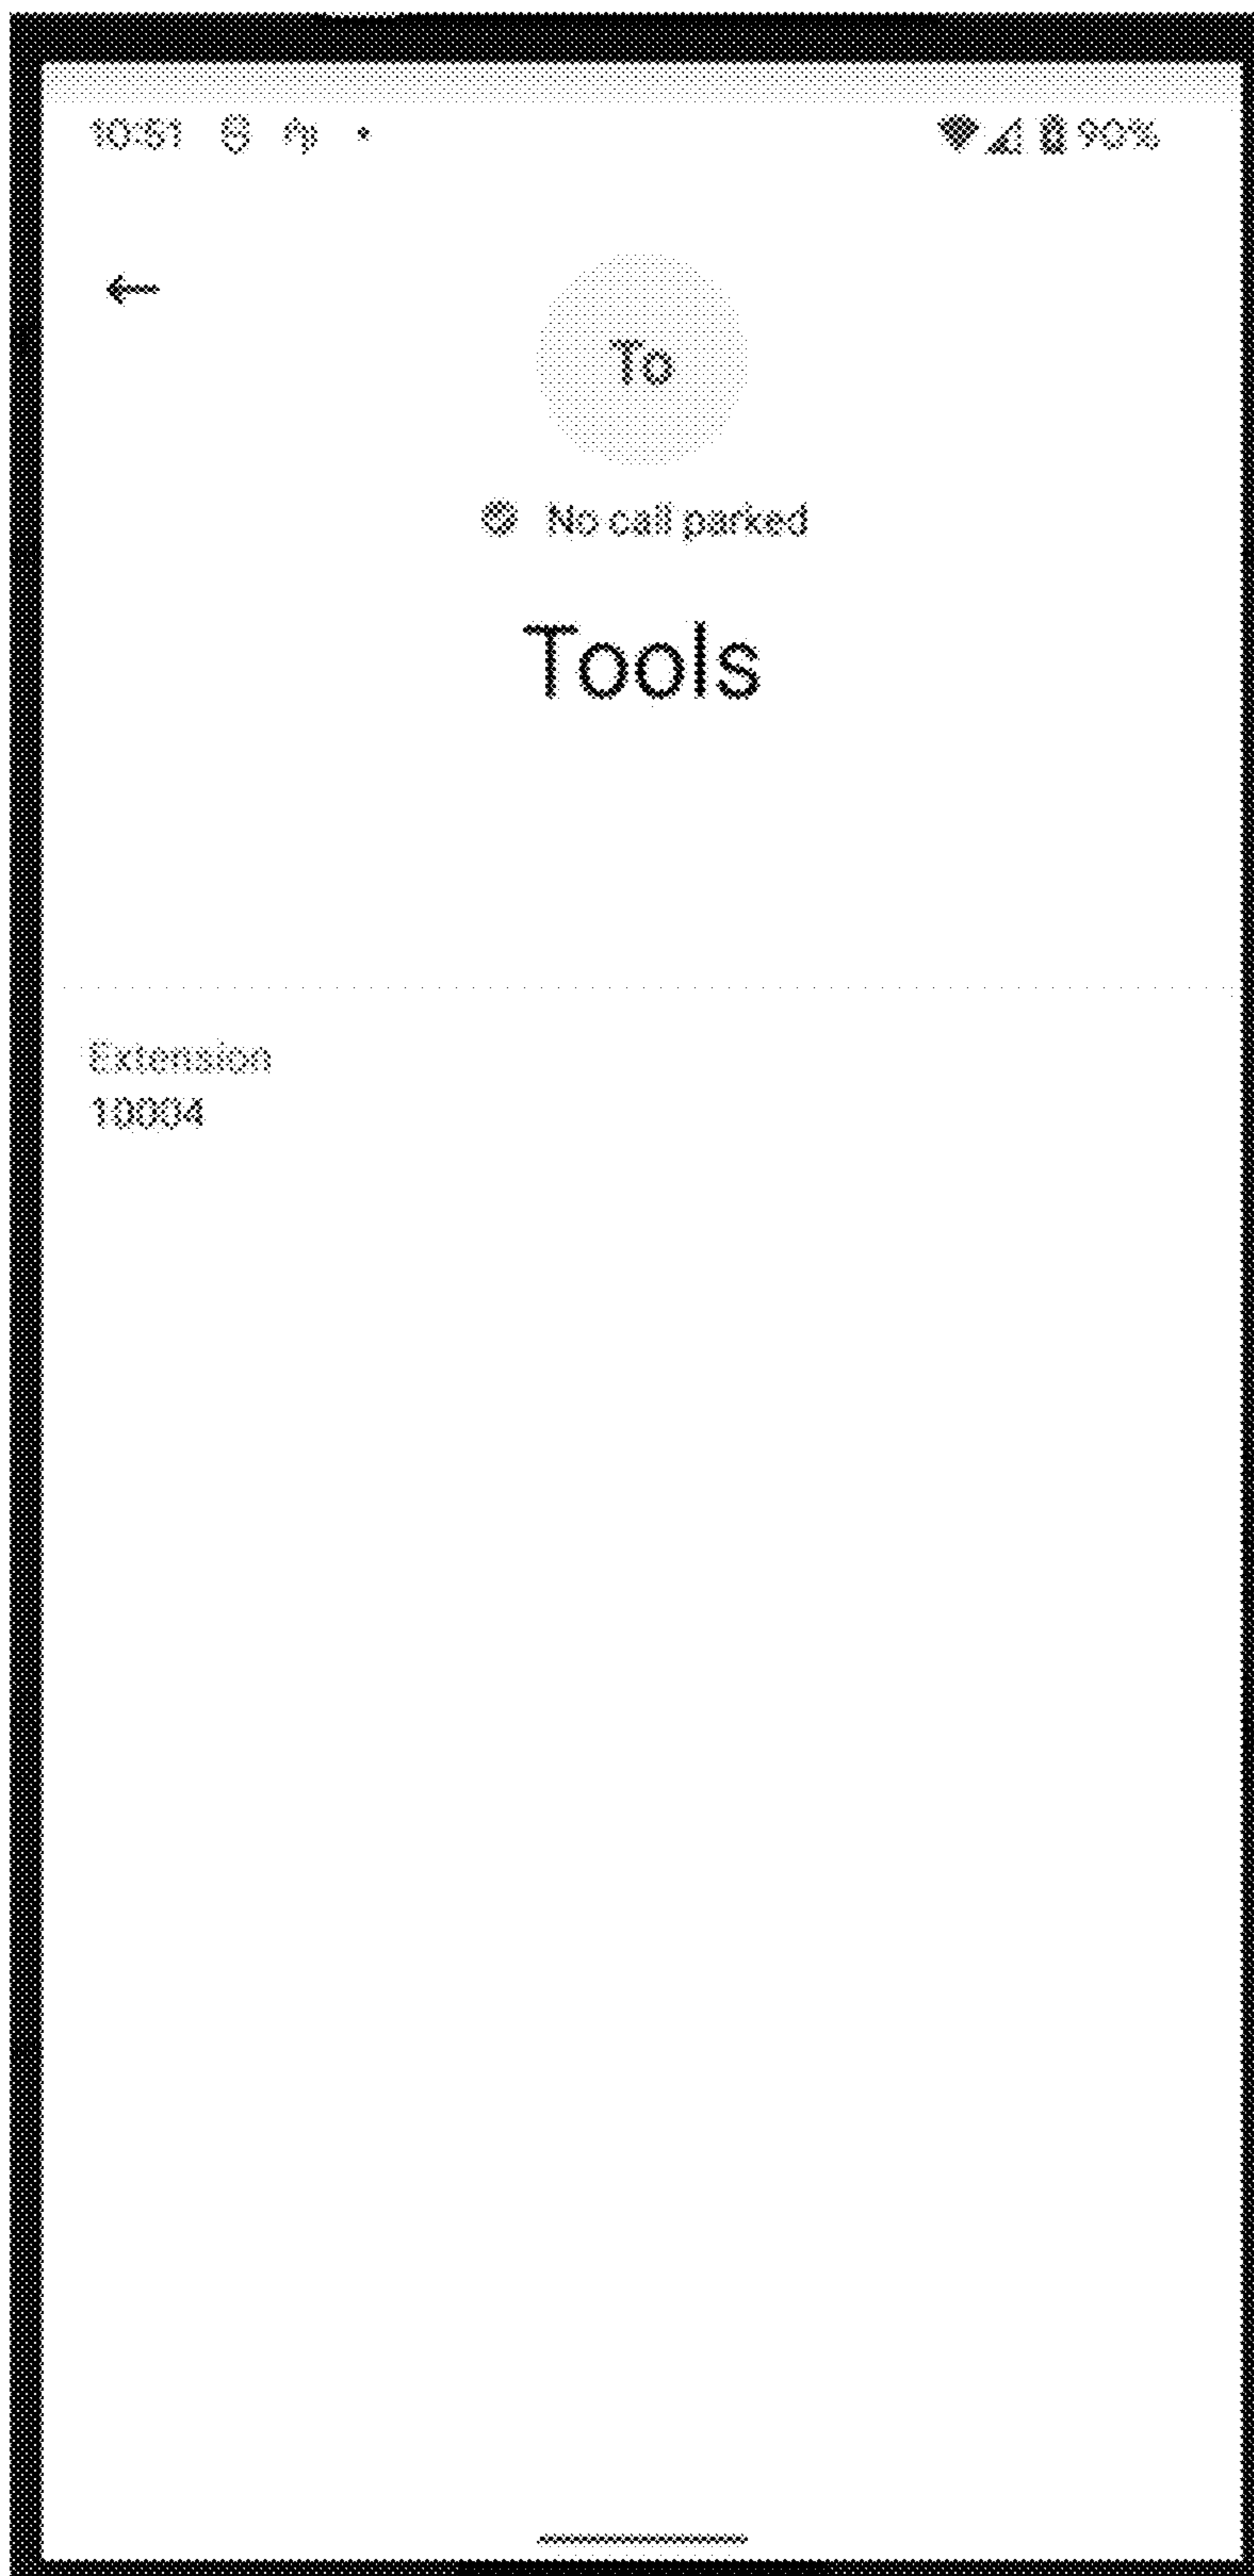 10:51 90%
To
No call parked
Tools
Extension
10004